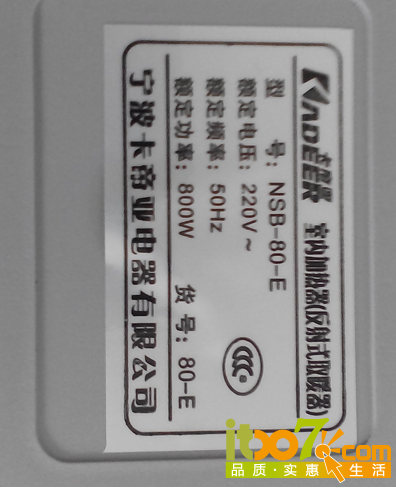 KADEER
室内加热器(反射式取暖器)
型 号: NSB-80-E
额定电压: 220V~
额定频率: 50Hz
额定功率: 800W 货 号: 80-E
宁波卡帝亚电器有限公司
CCC
it007.com
品质·实惠·生活